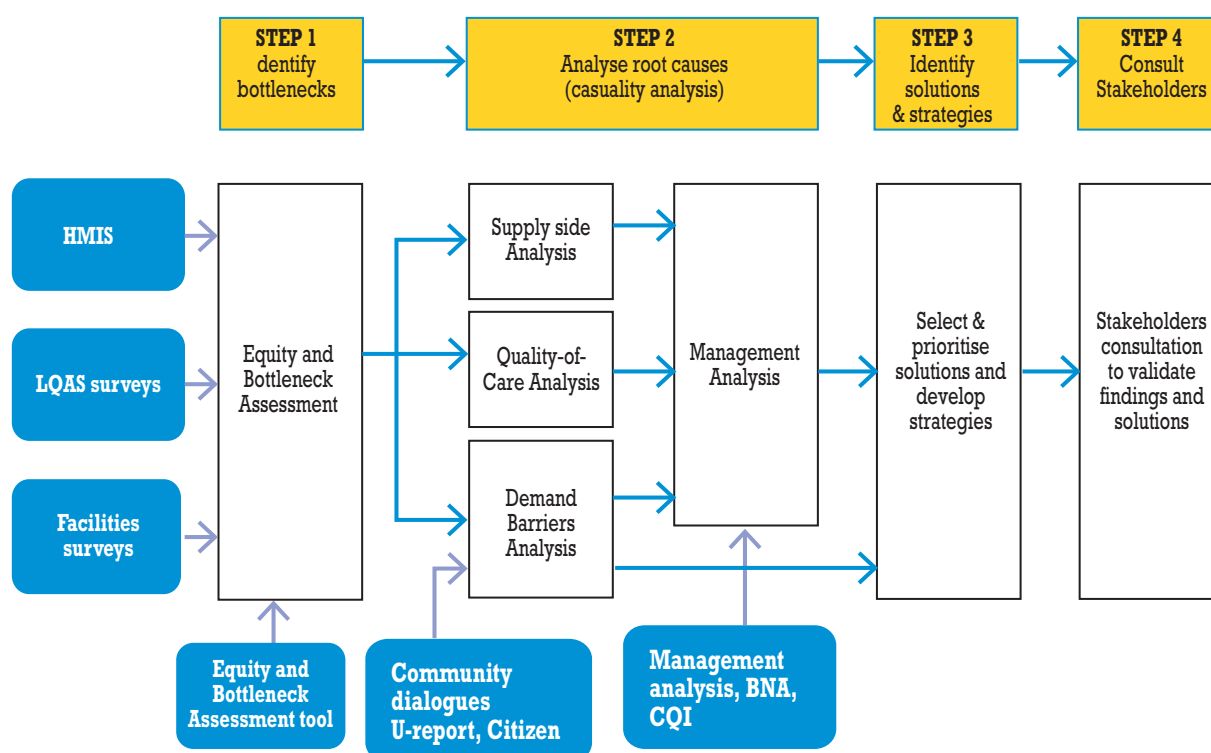 STEP 1
dentify
bottlenecks
STEP 2
Analyse root causes
(casuality analysis)
STEP 3
Identify
solutions
& strategies
STEP 4
Consult
Stakeholders
HMIS
LQAS surveys
Facilities
surveys
Equity and
Bottleneck
Assessment
Supply side
Analysis
Quality-of-
Care Analysis
Demand
Barriers
Analysis
Management
Analysis
Select &
prioritise
solutions and
develop
strategies
Stakeholders
consultation
to validate
findings and
solutions
Equity and
Bottleneck
Assessment tool
Community
dialogues
U-report, Citizen
Management
analysis, BNA,
CQI